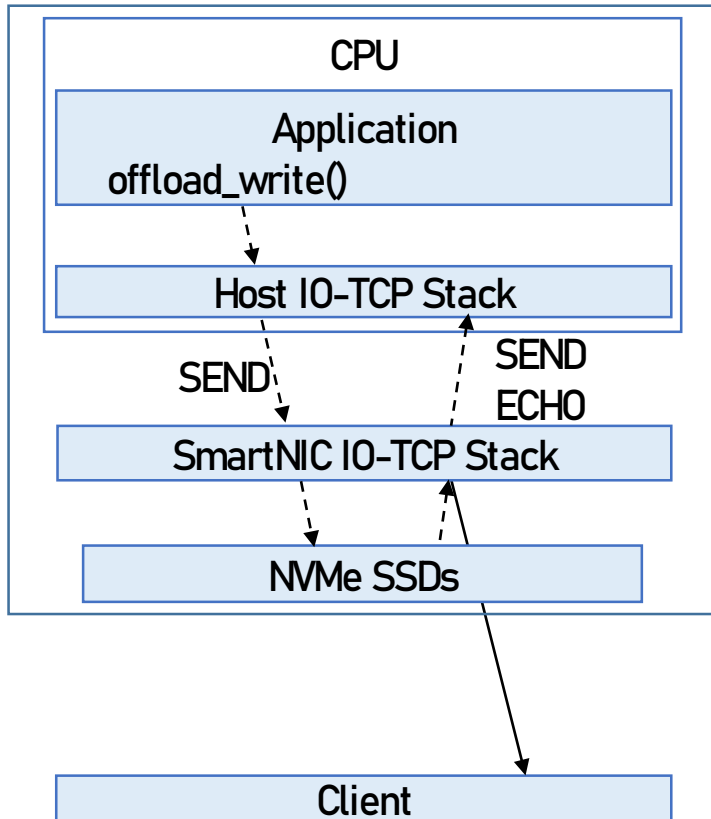 CPU
Application
offload_write()
Host IO-TCP Stack
SEND
SEND
ECHO
SmartNIC IO-TCP Stack
NVMe SSDs
Client